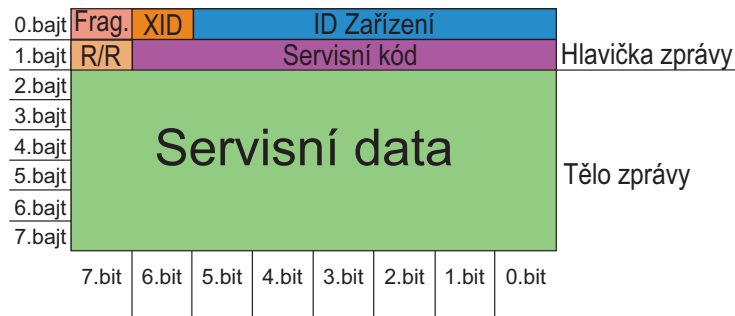 0.bajt Frag. XID ID Zařízení
1.bajt R/R Servisní kód Hlavička zprávy
2.bajt
3.bajt
4.bajt
5.bajt
6.bajt
7.bajt
Servisní data
Tělo zprávy
7.bit 6.bit 5.bit 4.bit 3.bit 2.bit 1.bit 0.bit